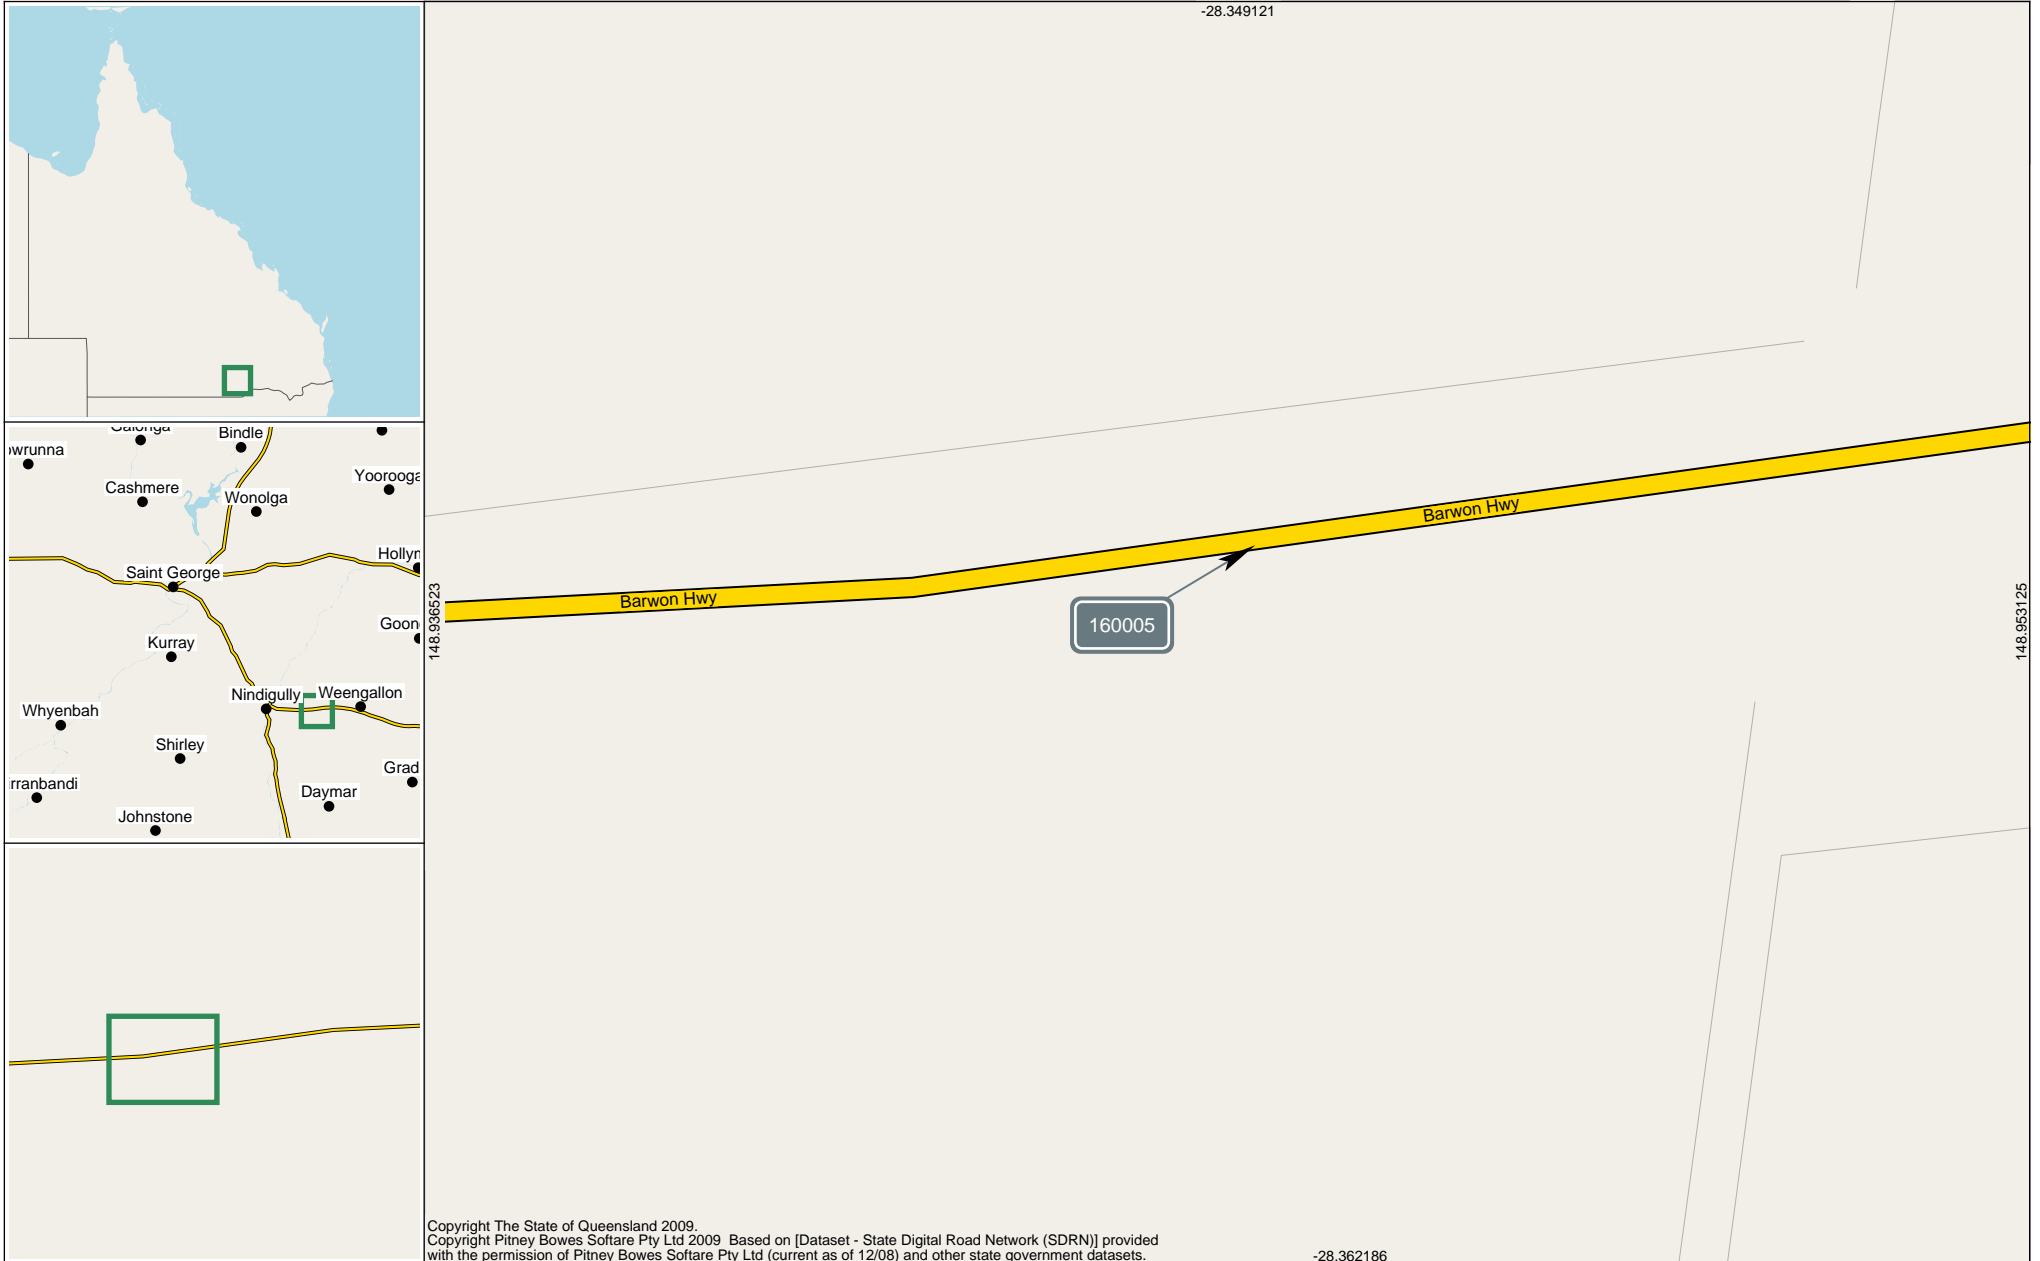 -28.349121
Bindle
Yoorooga
Cashmere
Wonolga
Saint George
Kurray
Nindigully
Weengallon
Whyenbah
Shirley
Daymar
Johnstone
148.936523
148.953125
Barwon Hwy
Barwon Hwy
160005
Copyright The State of Queensland 2009.
Copyright Pitney Bowes Softare Pty Ltd 2009 Based on [Dataset - State Digital Road Network (SDRN)] provided
with the permission of Pitney Bowes Softare Pty Ltd (current as of 12/08) and other state government datasets.
-28.362186